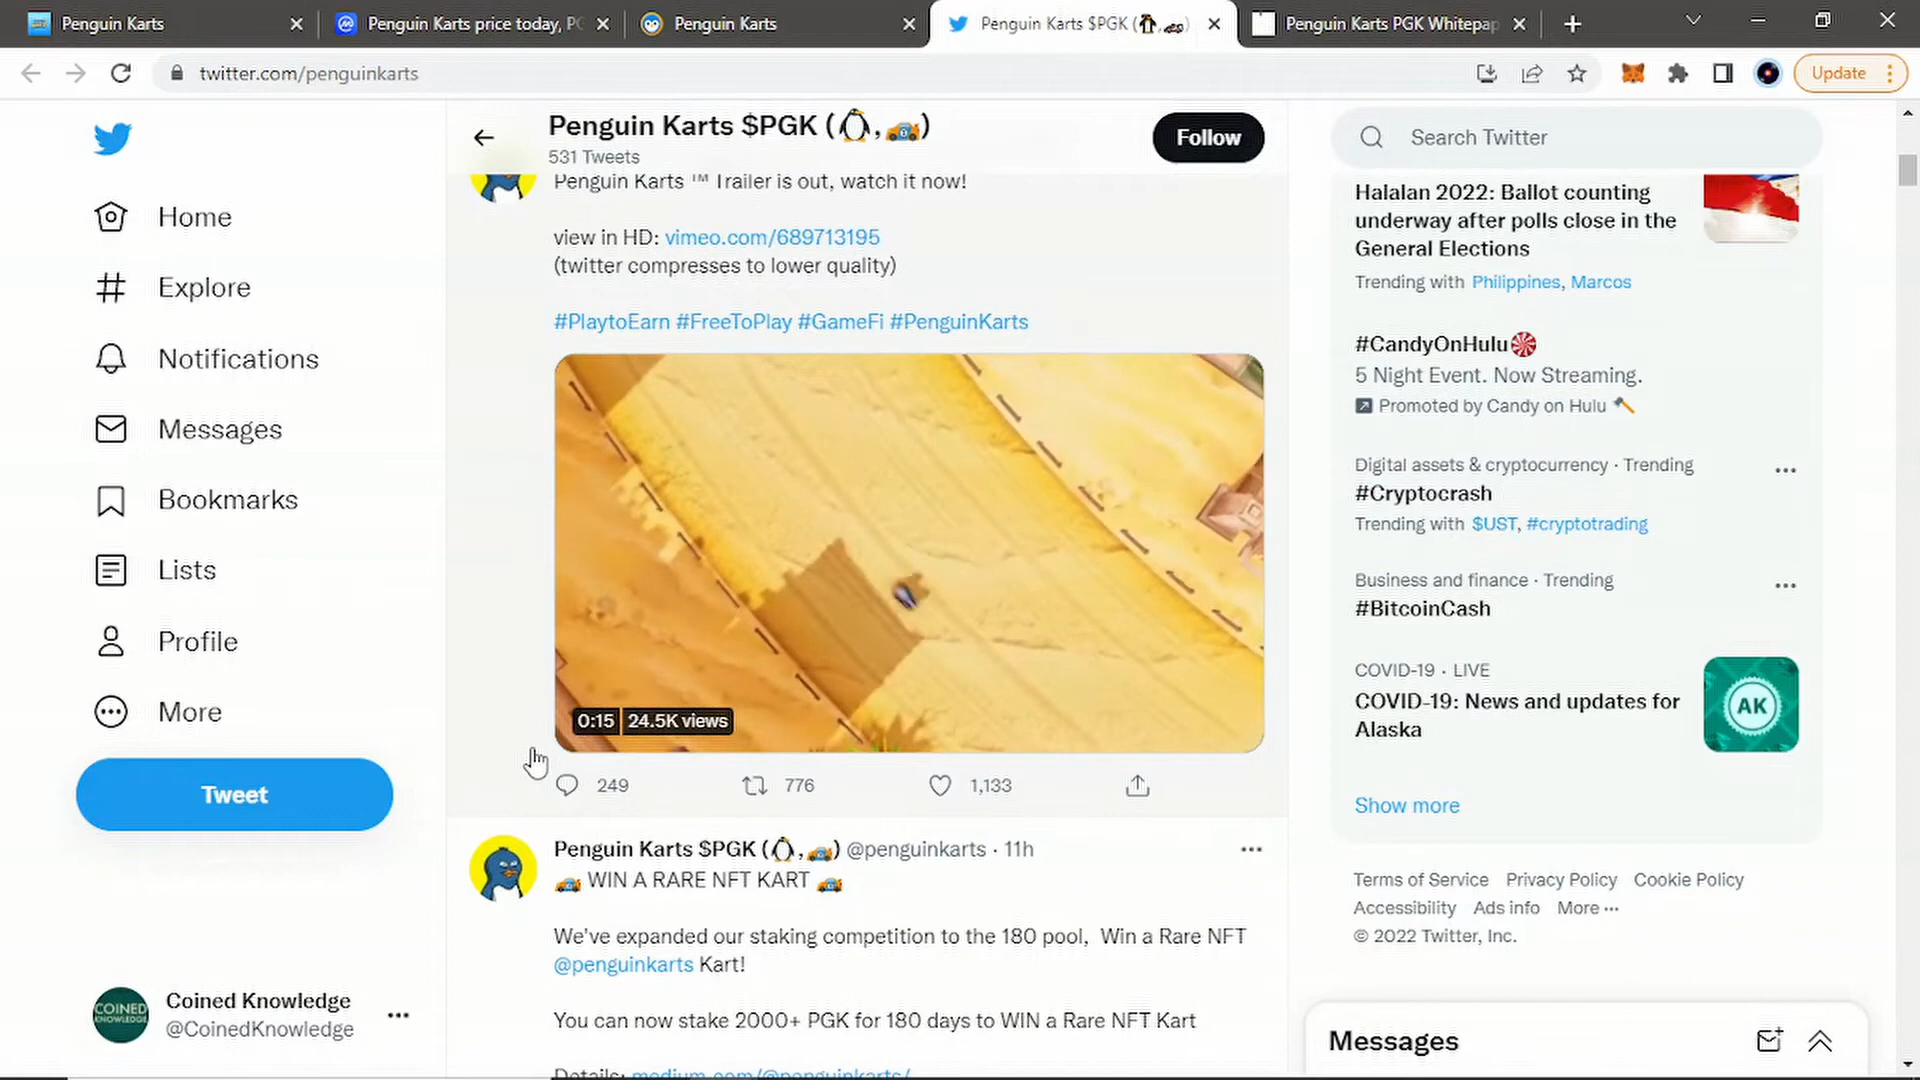 Penguin Karts
Penguin Karts price today, PG
Penguin Karts
Penguin Karts $PGK (🐧,🏎️)
Penguin Karts PGK Whitepap
twitter.com/penguinkarts
Update
Penguin Karts $PGK (🐧,🏎️)
531 Tweets
Follow
Search Twitter
Home
Explore
Notifications
Messages
Bookmarks
Lists
Profile
More
Tweet
Coined Knowledge
@CoinedKnowledge
COINED
KNOWLEDGE
Penguin Karts ™ Trailer is out, watch it now!
view in HD: vimeo.com/689713195
(twitter compresses to lower quality)
#PlaytoEarn #FreeToPlay #GameFi #PenguinKarts
0:15 24.5K views
249 776 1,133
Penguin Karts $PGK (🐧,🏎️) @penguinkarts · 11h
🏎️ WIN A RARE NFT KART 🏎️
We've expanded our staking competition to the 180 pool, Win a Rare NFT
@penguinkarts Kart!
You can now stake 2000+ PGK for 180 days to WIN a Rare NFT Kart
Details: medium.com/@penguinkarts/
Halalan 2022: Ballot counting
underway after polls close in the
General Elections
Trending with Philippines, Marcos
#CandyOnHulu
5 Night Event. Now Streaming.
Promoted by Candy on Hulu 🪓
Digital assets & cryptocurrency · Trending
#Cryptocrash
Trending with $UST, #cryptotrading
Business and finance · Trending
#BitcoinCash
COVID-19 · LIVE
COVID-19: News and updates for
Alaska
AK
Show more
Terms of Service Privacy Policy Cookie Policy
Accessibility Ads info More ···
© 2022 Twitter, Inc.
Messages